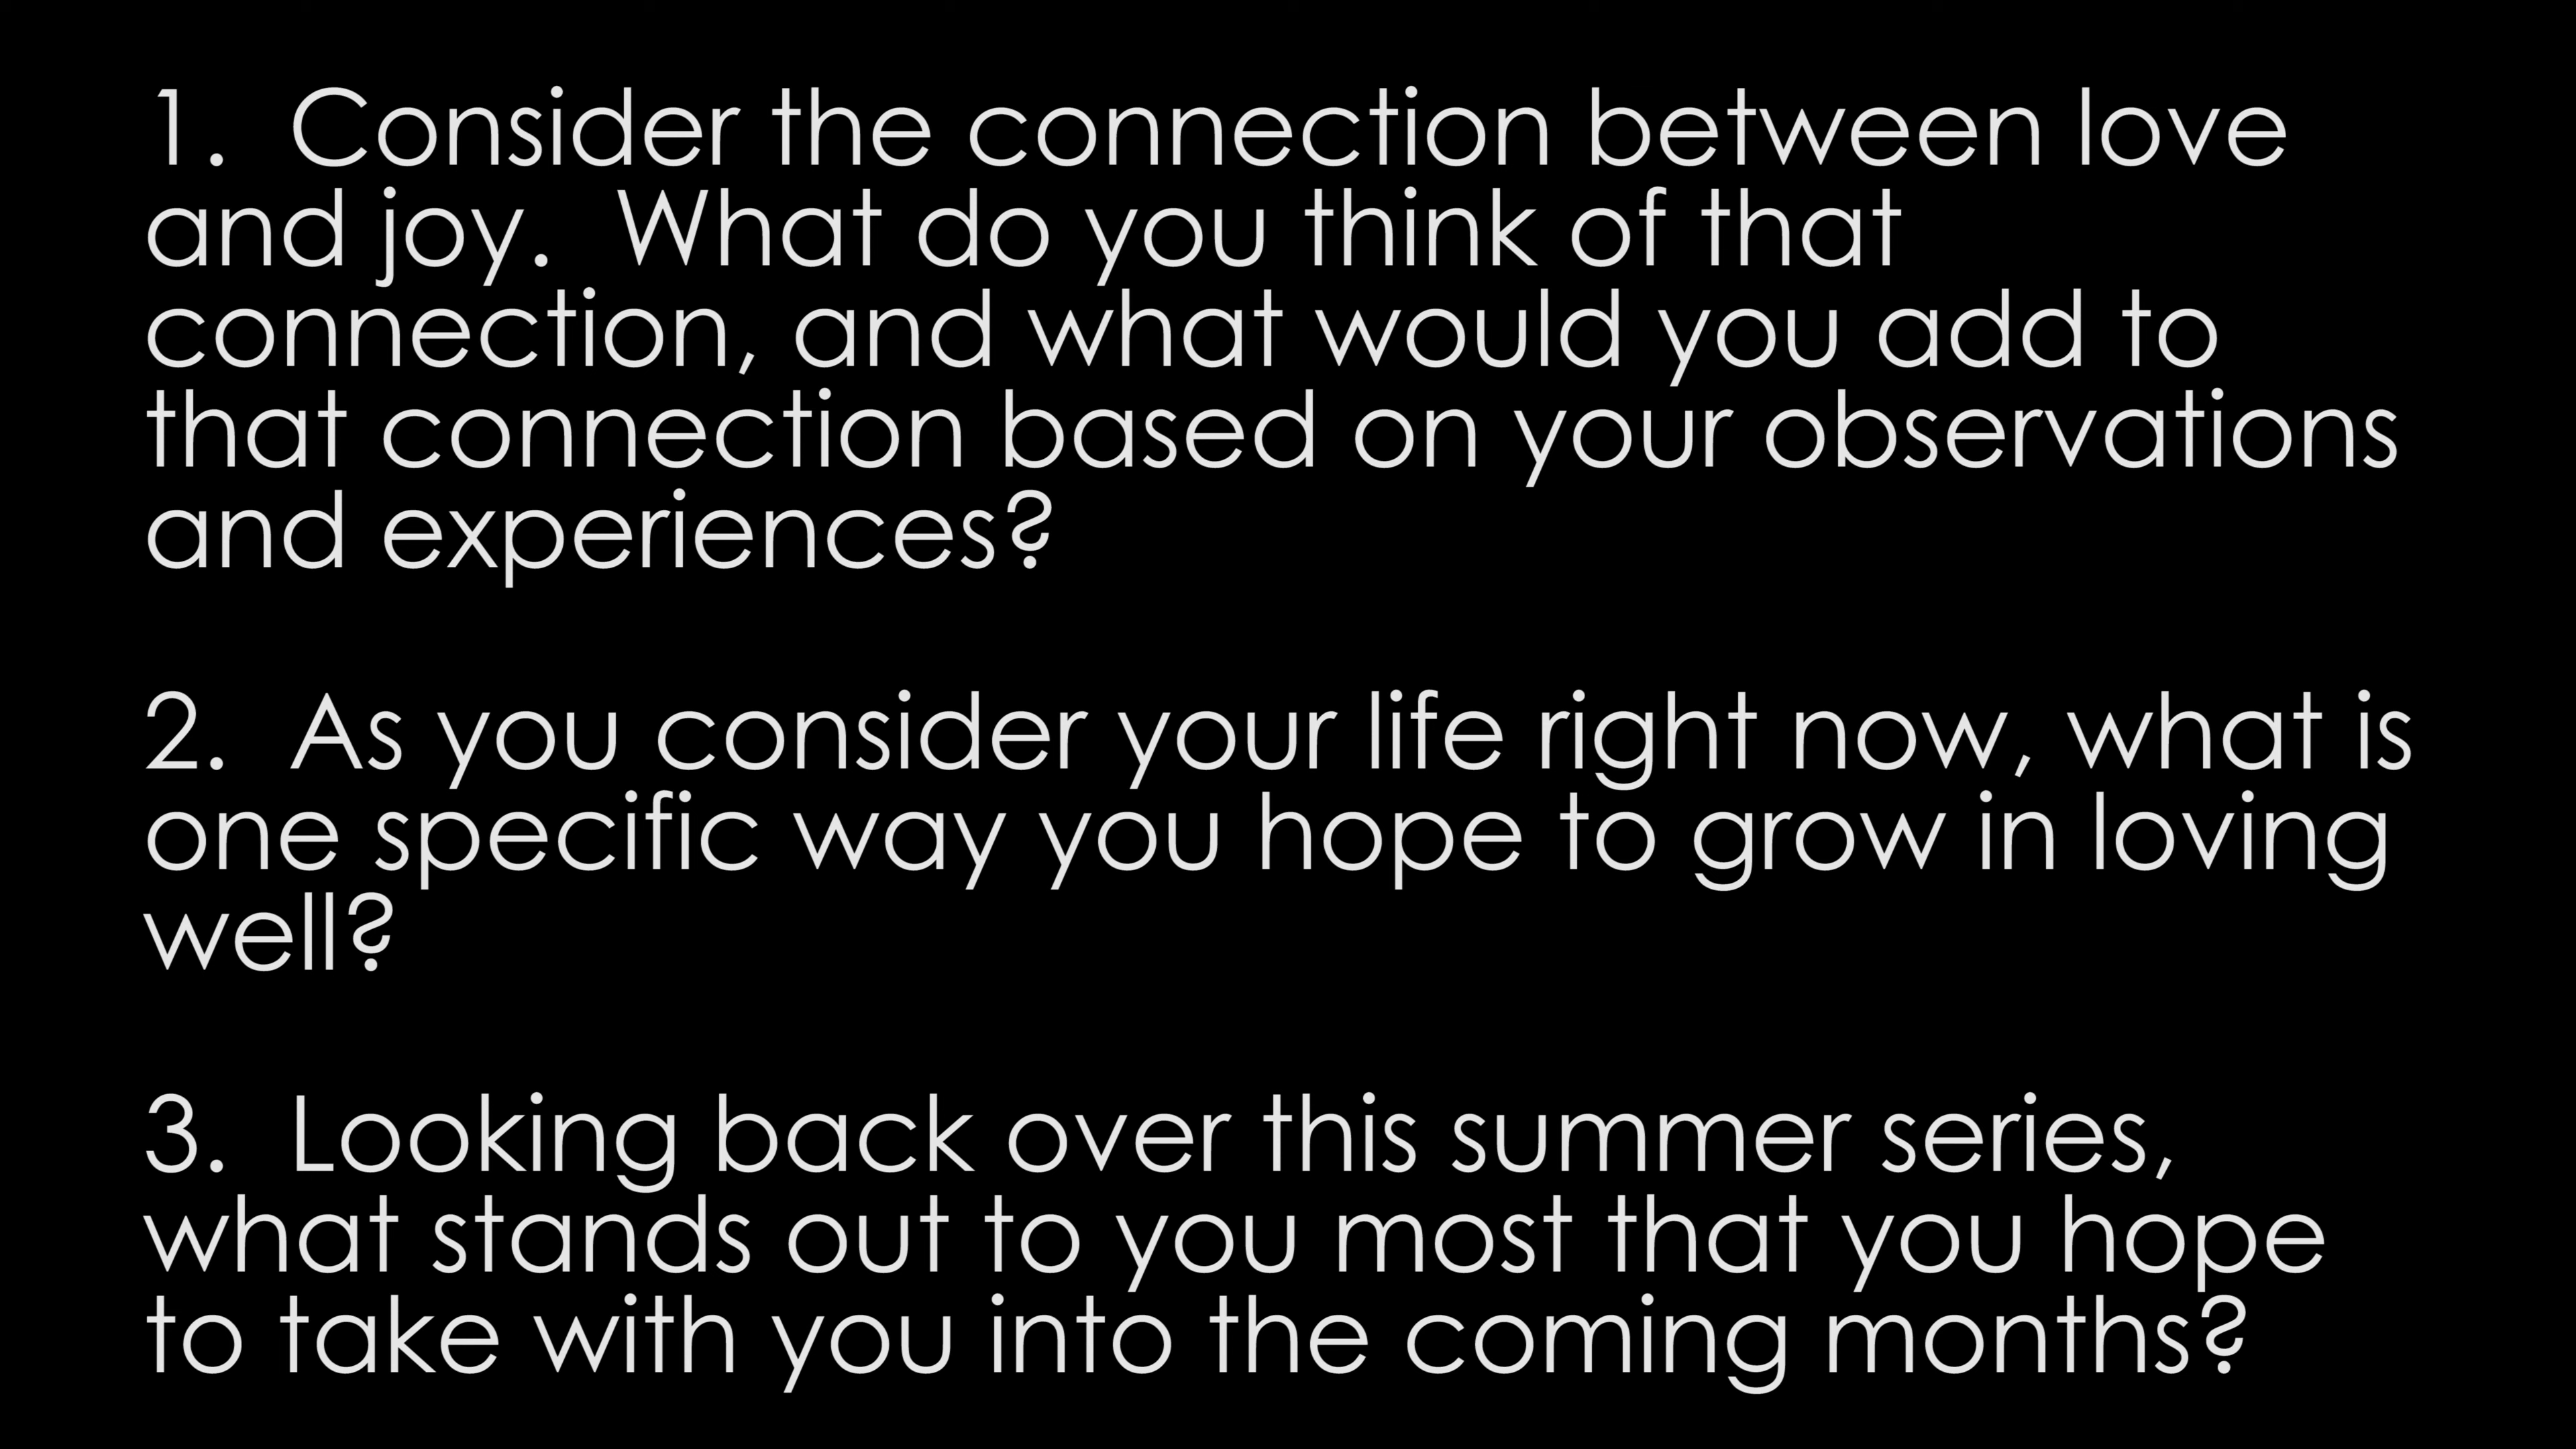 1.  Consider the connection between love
and joy.  What do you think of that
connection, and what would you add to
that connection based on your observations
and experiences?
2.  As you consider your life right now, what is
one specific way you hope to grow in loving
well?
3.  Looking back over this summer series,
what stands out to you most that you hope
to take with you into the coming months?